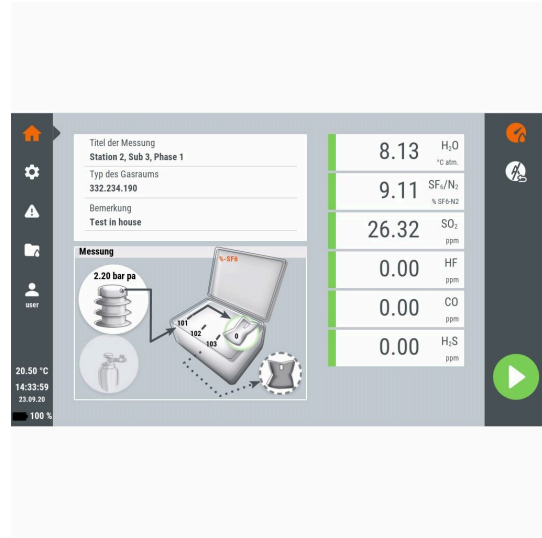 Titel der Messung
Station 2, Sub 3, Phase 1
Typ des Gasraums
332.234.190
Bemerkung
Test in house
Messung
%-SF6
2.20 bar pa
101
102
103
0
8.13 H₂O
°C atm.
9.11 SF₆/N₂
% SF6-N2
26.32 SO₂
ppm
0.00 HF
ppm
0.00 CO
ppm
0.00 H₂S
ppm
user
20.50 °C
14:33:59
23.09.20
100 %